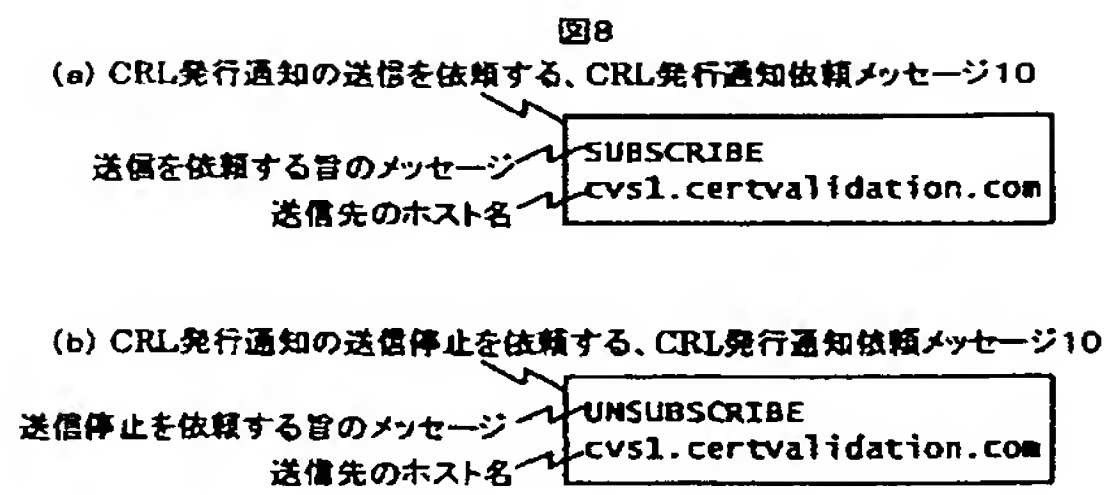 図8
(a) CRL発行通知の送信を依頼する、CRL発行通知依頼メッセージ10
送信を依頼する旨のメッセージ
SUBSCRIBE
送信先のホスト名
cvs1.certvalidation.com
(b) CRL発行通知の送信停止を依頼する、CRL発行通知依頼メッセージ10
送信停止を依頼する旨のメッセージ
UNSUBSCRIBE
送信先のホスト名
cvs1.certvalidation.com